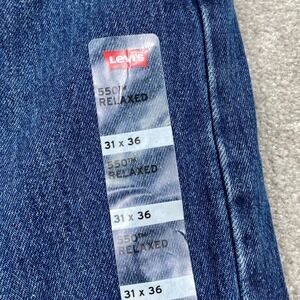 Levi's
550™
RELAXED
31 x 36
550™
RELAXED
31 x 36
550™
RELAXED
31 x 36